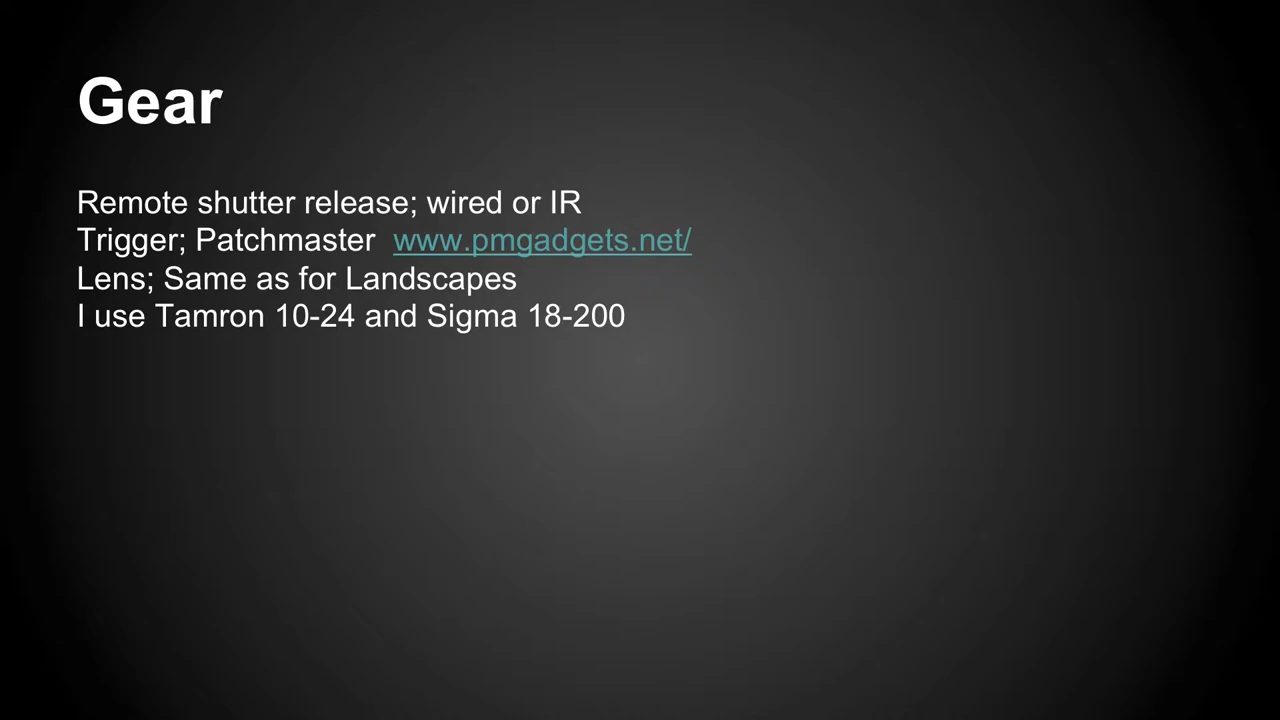 Gear
Remote shutter release; wired or IR
Trigger; Patchmaster  www.pmgadgets.net/
Lens; Same as for Landscapes
I use Tamron 10-24 and Sigma 18-200